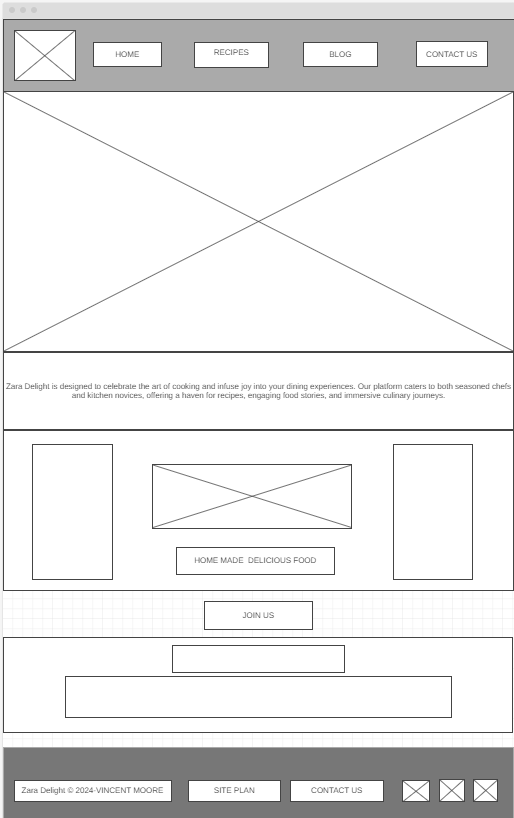 HOME
RECIPES
BLOG
CONTACT US
Zara Delight is designed to celebrate the art of cooking and infuse joy into your dining experiences. Our platform caters to both seasoned chefs
and kitchen novices, offering a haven for recipes, engaging food stories, and immersive culinary journeys.
HOME MADE  DELICIOUS FOOD
JOIN US
Zara Delight © 2024-VINCENT MOORE
SITE PLAN
CONTACT US